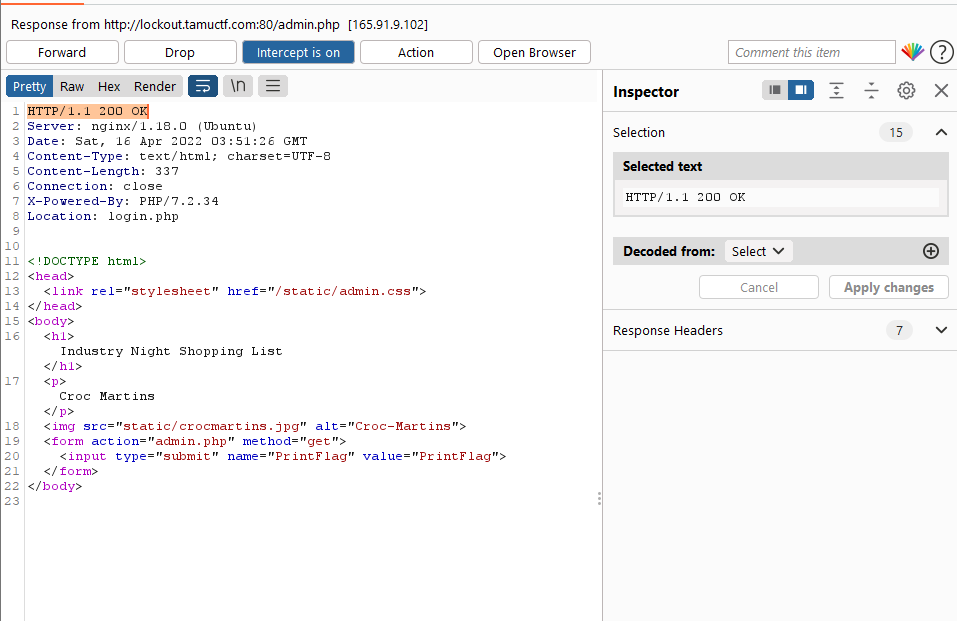 Response from http://lockout.tamuctf.com:80/admin.php [165.91.9.102]
Forward Drop Intercept is on Action Open Browser Comment this item ?
Pretty Raw Hex Render \n
1 HTTP/1.1 200 OK
2 Server: nginx/1.18.0 (Ubuntu)
3 Date: Sat, 16 Apr 2022 03:51:26 GMT
4 Content-Type: text/html; charset=UTF-8
5 Content-Length: 337
6 Connection: close
7 X-Powered-By: PHP/7.2.34
8 Location: login.php
9
10
11 <!DOCTYPE html>
12 <head>
13 <link rel="stylesheet" href="/static/admin.css">
14 </head>
15 <body>
16 <h1>
Industry Night Shopping List
</h1>
17 <p>
Croc Martins
</p>
18 <img src="static/crocmartins.jpg" alt="Croc-Martins">
19 <form action="admin.php" method="get">
20 <input type="submit" name="PrintFlag" value="PrintFlag">
21 </form>
22 </body>
23
Inspector
Selection 15
Selected text
HTTP/1.1 200 OK
Decoded from: Select
Cancel Apply changes
Response Headers 7